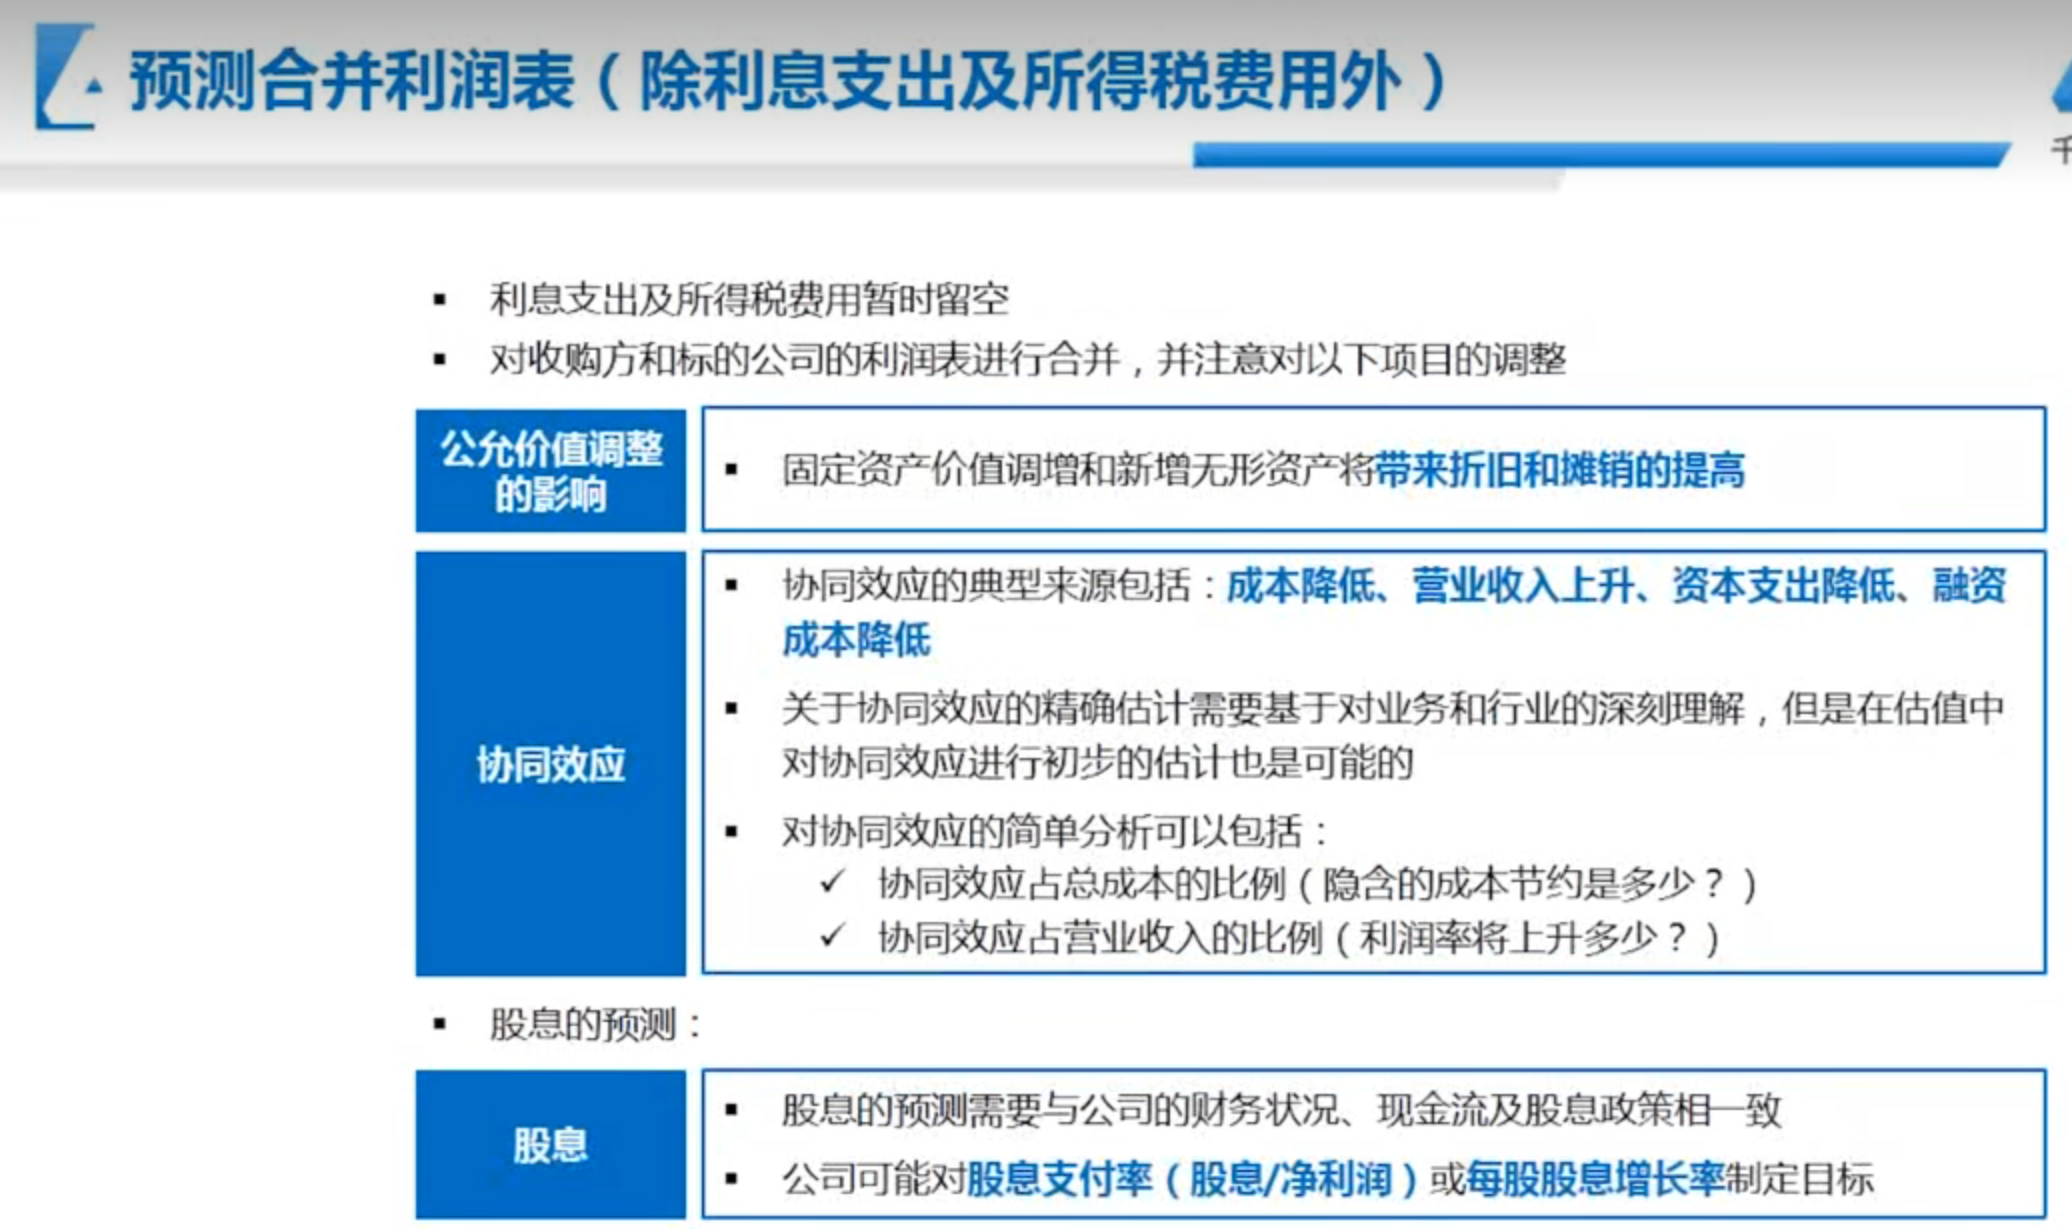 预测合并利润表（除利息支出及所得税费用外）
千
▪ 利息支出及所得税费用暂时留空
▪ 对收购方和标的公司的利润表进行合并，并注意对以下项目的调整
公允价值调整
的影响
▪ 固定资产价值调增和新增无形资产将带来折旧和摊销的提高
协同效应
▪ 协同效应的典型来源包括：成本降低、营业收入上升、资本支出降低、融资
成本降低
▪ 关于协同效应的精确估计需要基于对业务和行业的深刻理解，但是在估值中
对协同效应进行初步的估计也是可能的
▪ 对协同效应的简单分析可以包括：
✓ 协同效应占总成本的比例（隐含的成本节约是多少？）
✓ 协同效应占营业收入的比例（利润率将上升多少？）
▪ 股息的预测：
股息
▪ 股息的预测需要与公司的财务状况、现金流及股息政策相一致
▪ 公司可能对股息支付率（股息/净利润）或每股股息增长率制定目标